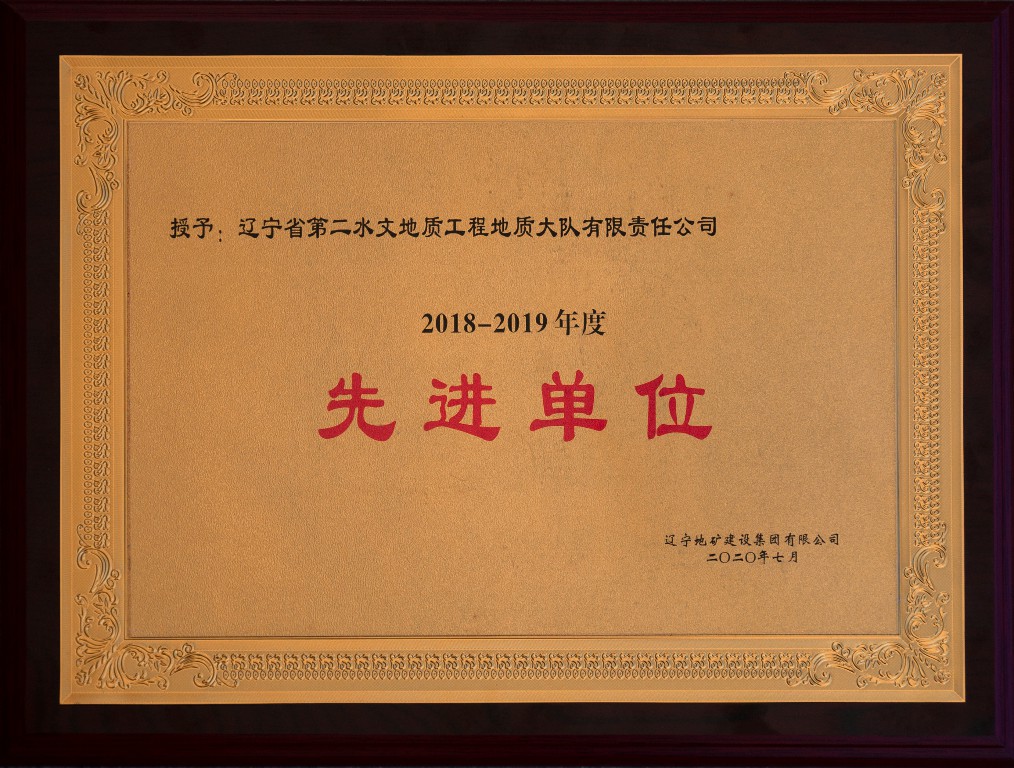 授予：辽宁省第二水文地质工程地质大队有限责任公司
2018-2019年度
先进单位
辽宁地矿建设集团有限公司
二〇二〇年七月